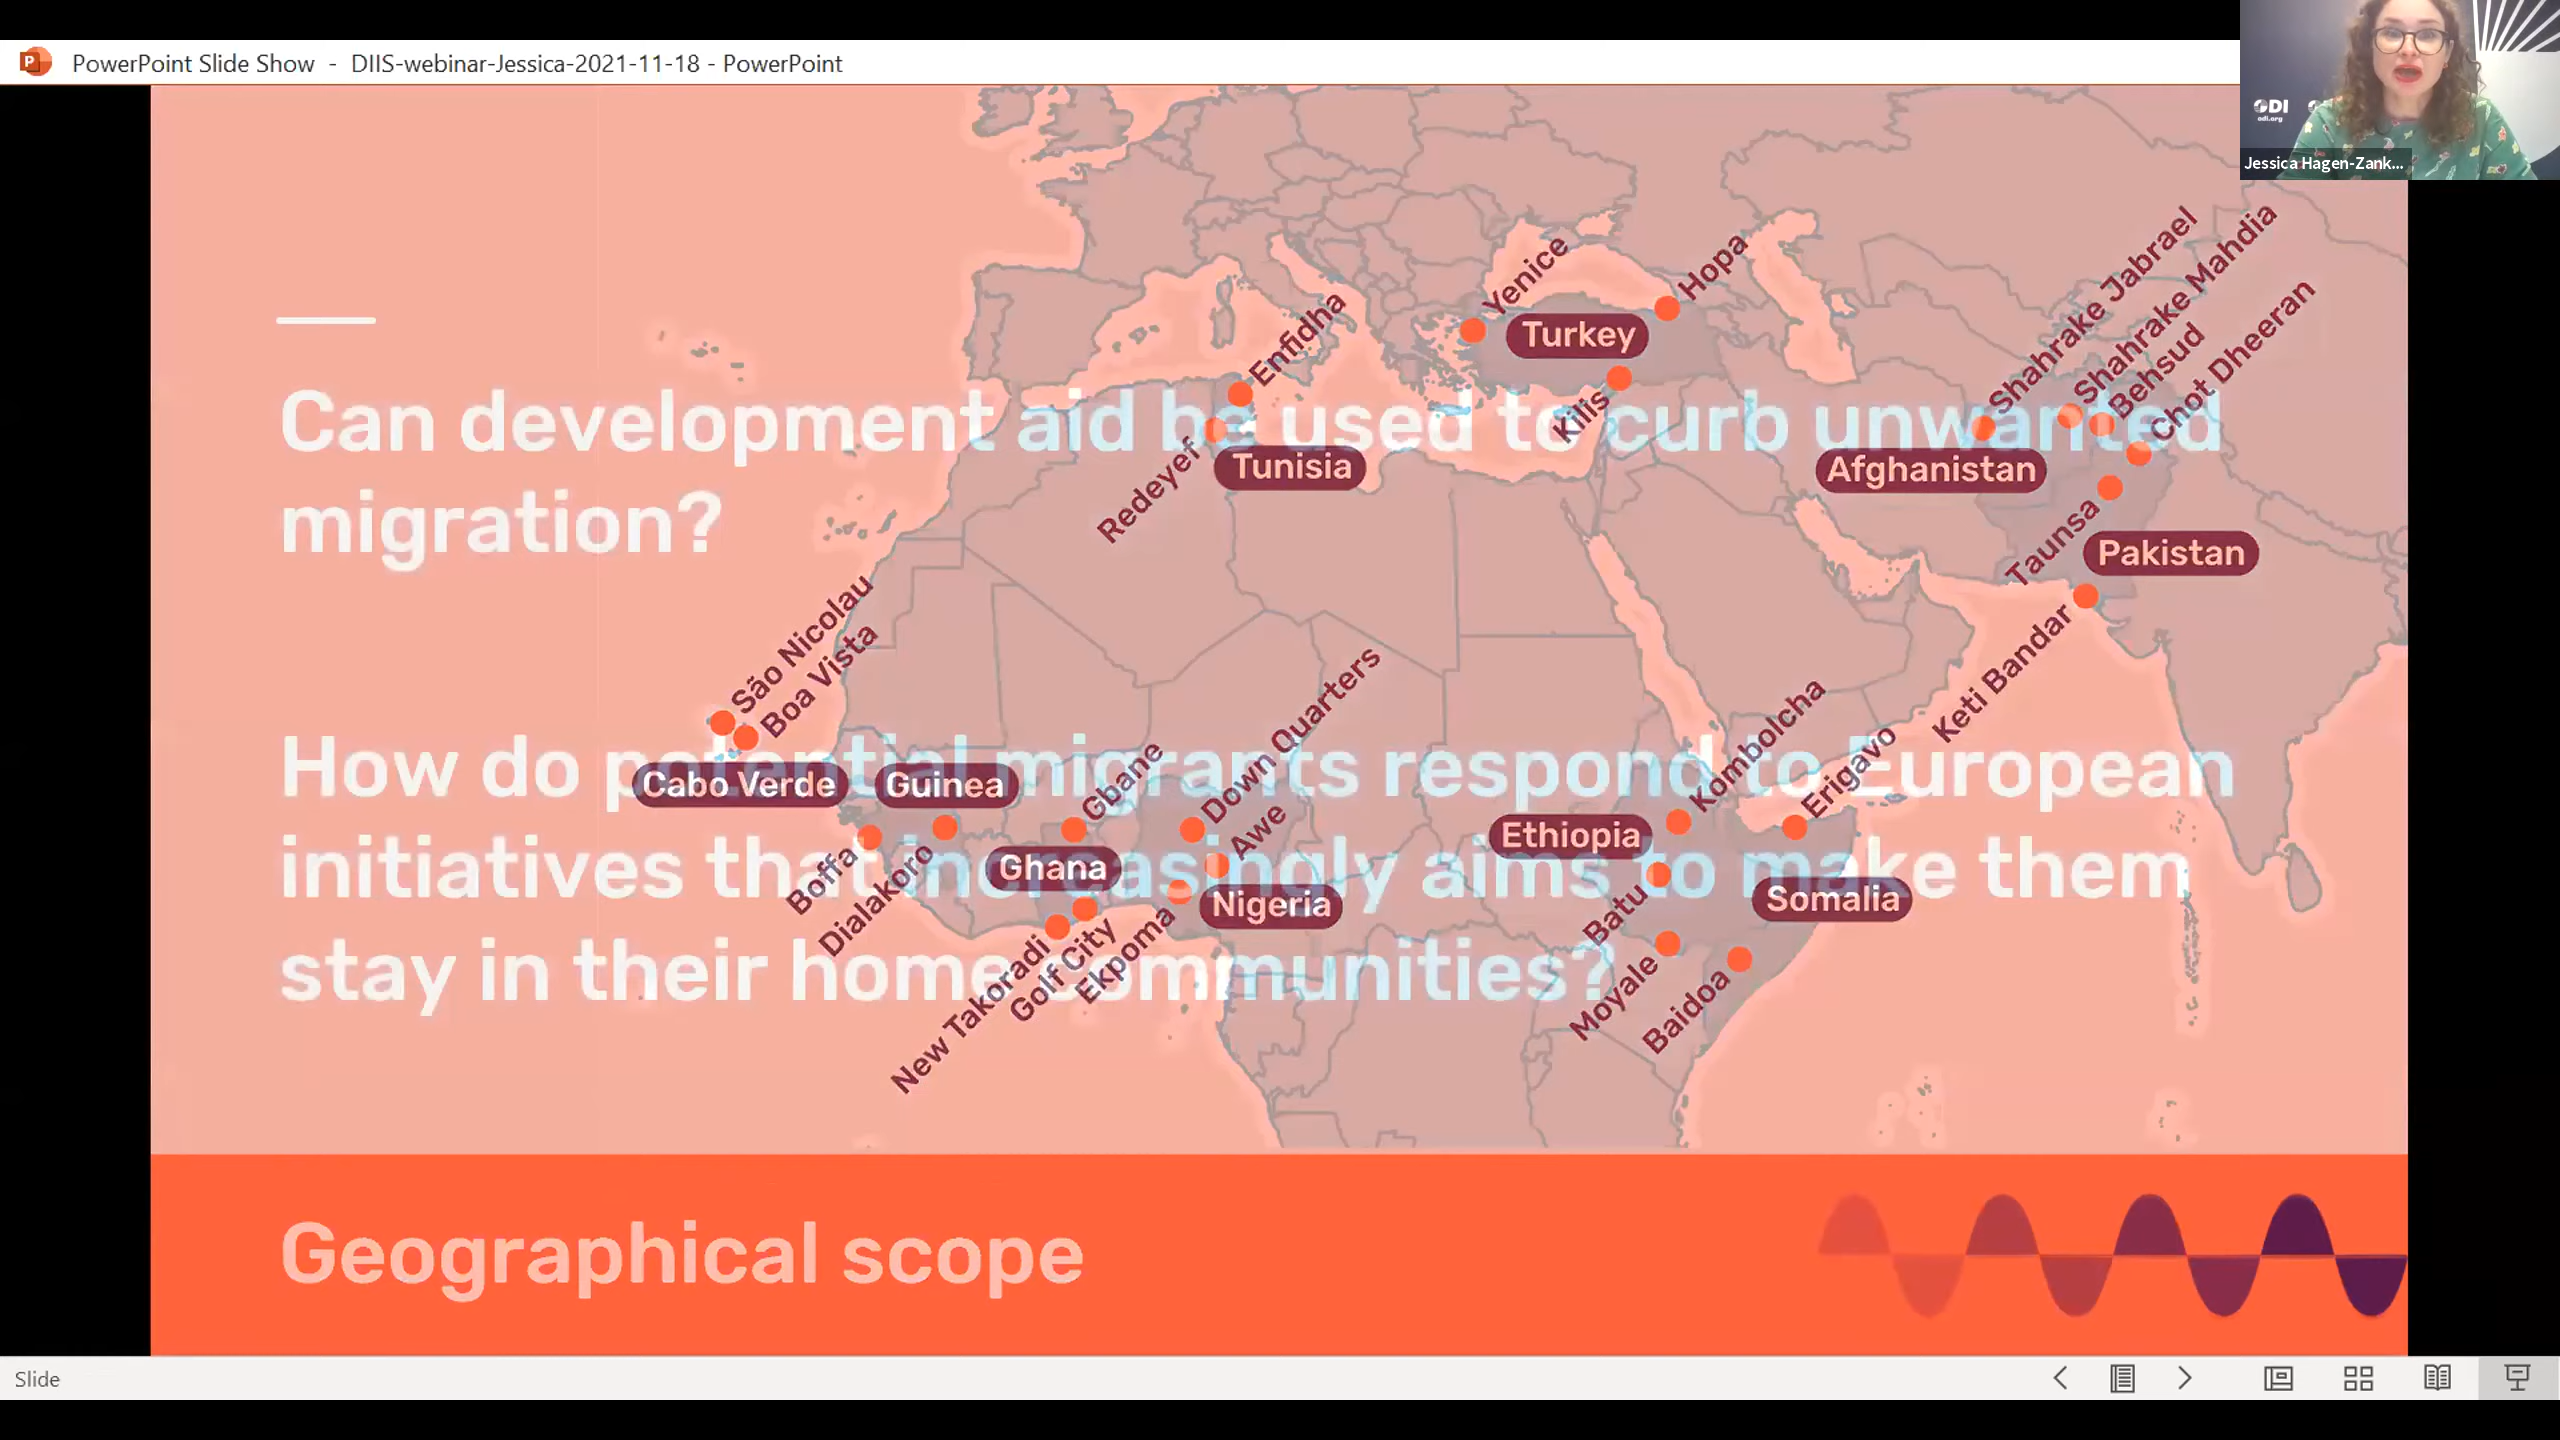 PowerPoint Slide Show - DIIS-webinar-Jessica-2021-11-18 - PowerPoint
ODI
odi.org
Jessica Hagen-Zank...
Can development aid be used to curb unwanted
migration?
How do potential migrants respond to European
initiatives that increasingly aims to make them
stay in their home communities?
Yenice
Hopa
Turkey
Kilis
Enfidha
Redeyef
Tunisia
Shahrake Jabrael
Shahrake Mahdia
Behsud
Chot Dheeran
Afghanistan
Taunsa
Pakistan
Keti Bandar
São Nicolau
Boa Vista
Cabo Verde
Guinea
Boffa
Dialakoro
Gbane
Ghana
New Takoradi
Golf City
Down Quarters
Awe
Ekpoma
Nigeria
Kombolcha
Ethiopia
Batu
Moyale
Erigavo
Somalia
Baidoa
Geographical scope
Slide